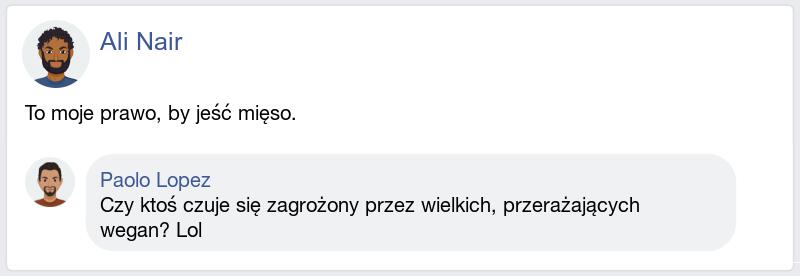 Ali Nair
To moje prawo, by jeść mięso.
Paolo Lopez
Czy ktoś czuje się zagrożony przez wielkich, przerażających
wegan? Lol